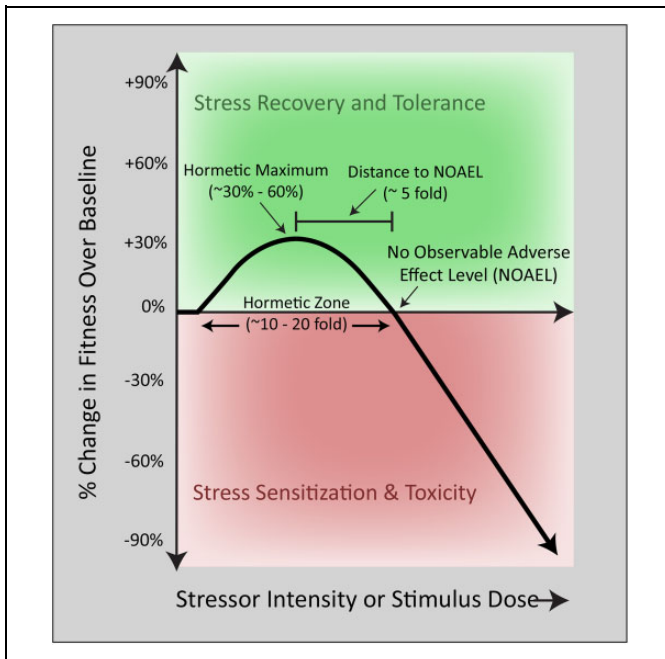 +90%
Stress Recovery and Tolerance
+60%
Hormetic Maximum
(~30% - 60%)
Distance to NOAEL
(~ 5 fold)
+30%
No Observable Adverse
Effect Level (NOAEL)
0%
Hormetic Zone
(~10 - 20 fold)
-30%
-60%
Stress Sensitization & Toxicity
-90%
% Change in Fitness Over Baseline
Stressor Intensity or Stimulus Dose